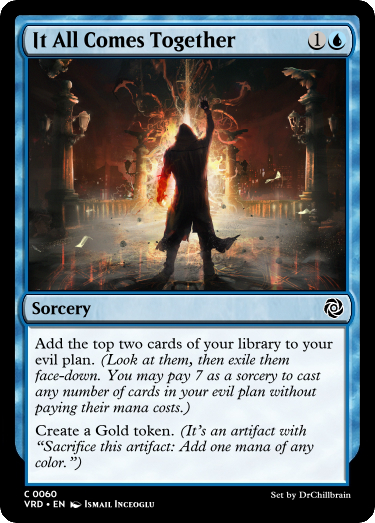 It All Comes Together 1
Sorcery
Add the top two cards of your library to your
evil plan. (Look at them, then exile them
face-down. You may pay 7 as a sorcery to cast
any number of cards in your evil plan without
paying their mana costs.)
Create a Gold token. (It's an artifact with
“Sacrifice this artifact: Add one mana of any
color.”)
C 0060
VRD • EN Ismail Inceoglu
Set by DrChillbrain